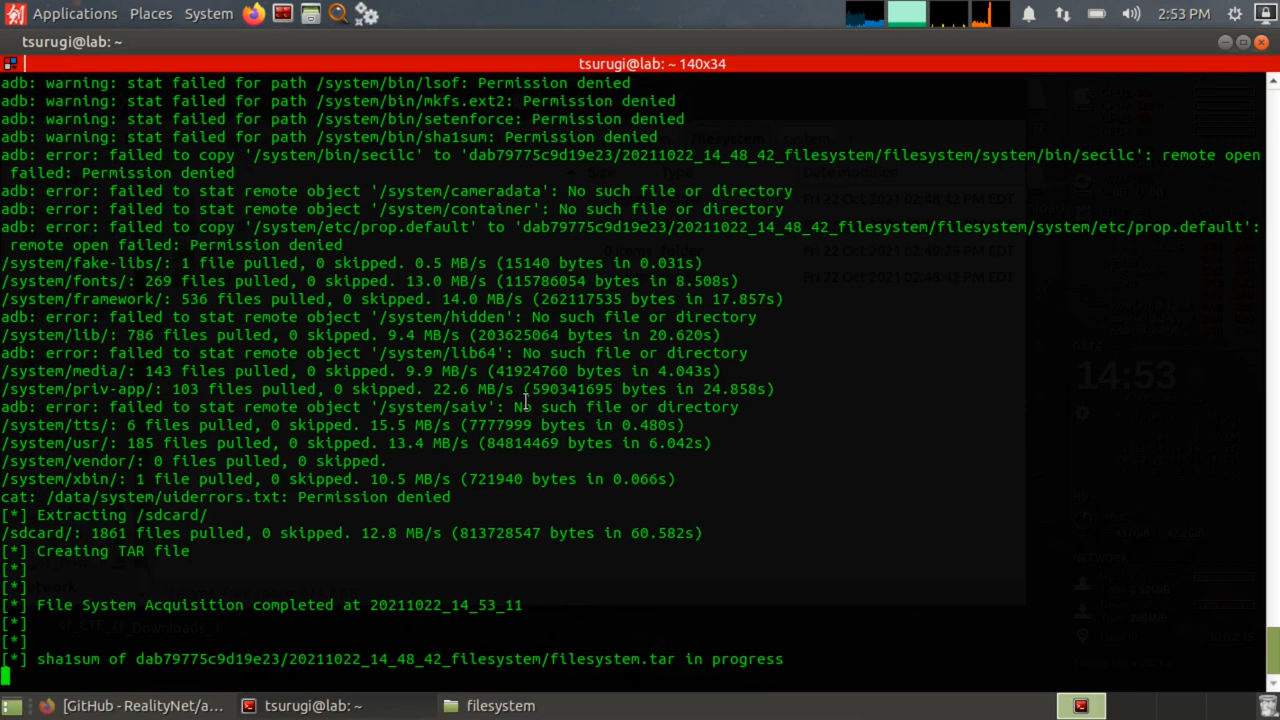 Applications Places System 2:53 PM
tsurugi@lab: ~
tsurugi@lab: ~ 140x34
adb: warning: stat failed for path /system/bin/lsof: Permission denied
adb: warning: stat failed for path /system/bin/mkfs.ext2: Permission denied
adb: warning: stat failed for path /system/bin/setenforce: Permission denied
adb: warning: stat failed for path /system/bin/sha1sum: Permission denied
adb: error: failed to copy '/system/bin/secilc' to 'dab79775c9d19e23/20211022_14_48_42_filesystem/filesystem/system/bin/secilc': remote open
failed: Permission denied
adb: error: failed to stat remote object '/system/cameradata': No such file or directory
adb: error: failed to stat remote object '/system/container': No such file or directory
adb: error: failed to copy '/system/etc/prop.default' to 'dab79775c9d19e23/20211022_14_48_42_filesystem/filesystem/system/etc/prop.default':
remote open failed: Permission denied
/system/fake-libs/: 1 file pulled, 0 skipped. 0.5 MB/s (15140 bytes in 0.031s)
/system/fonts/: 269 files pulled, 0 skipped. 13.0 MB/s (115786054 bytes in 8.508s)
/system/framework/: 536 files pulled, 0 skipped. 14.0 MB/s (262117535 bytes in 17.857s)
adb: error: failed to stat remote object '/system/hidden': No such file or directory
/system/lib/: 786 files pulled, 0 skipped. 9.4 MB/s (203625064 bytes in 20.620s)
adb: error: failed to stat remote object '/system/lib64': No such file or directory
/system/media/: 143 files pulled, 0 skipped. 9.9 MB/s (41924760 bytes in 4.043s)
/system/priv-app/: 103 files pulled, 0 skipped. 22.6 MB/s (590341695 bytes in 24.858s)
adb: error: failed to stat remote object '/system/saiv': No such file or directory
/system/tts/: 6 files pulled, 0 skipped. 15.5 MB/s (7777999 bytes in 0.480s)
/system/usr/: 185 files pulled, 0 skipped. 13.4 MB/s (84814469 bytes in 6.042s)
/system/vendor/: 0 files pulled, 0 skipped.
/system/xbin/: 1 file pulled, 0 skipped. 10.5 MB/s (721940 bytes in 0.066s)
cat: /data/system/uiderrors.txt: Permission denied
[*] Extracting /sdcard/
/sdcard/: 1861 files pulled, 0 skipped. 12.8 MB/s (813728547 bytes in 60.582s)
[*] Creating TAR file
[*]
[*]
[*] File System Acquisition completed at 20211022_14_53_11
[*]
[*]
[*] sha1sum of dab79775c9d19e23/20211022_14_48_42_filesystem/filesystem.tar in progress
14:53
[GitHub - RealityNet/a... tsurugi@lab: ~ filesystem